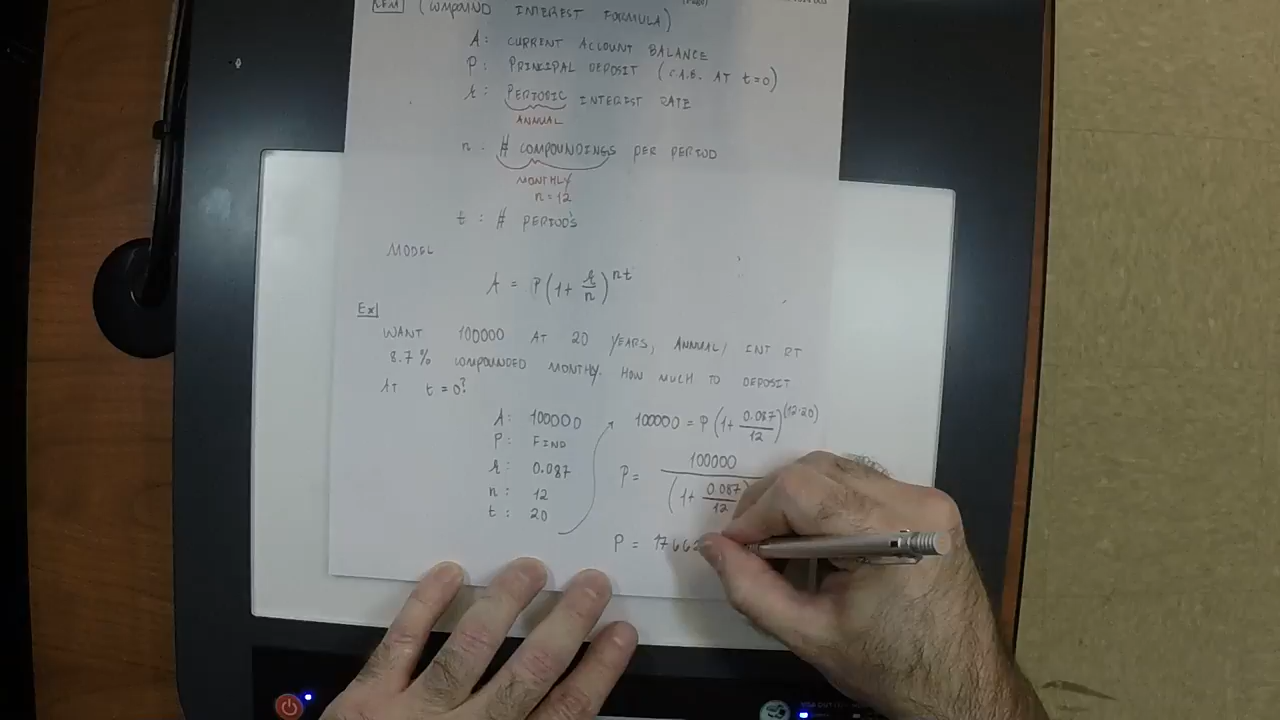 REM (COMPOUND INTEREST FORMULA)
A: CURRENT ACCOUNT BALANCE
P: PRINCIPAL DEPOSIT (C.A.B. AT t=0)
r: PERIODIC INTEREST RATE
ANNUAL
n: # COMPOUNDINGS PER PERIOD
MONTHLY
n=12
t: # PERIOD'S
MODEL
A = P(1+ r/n)^nt
Ex)
WANT 100000 AT 20 YEARS, ANNUAL INT RT
8.7% COMPOUNDED MONTHLY. HOW MUCH TO DEPOSIT
AT t=0?
A: 100000
P: FIND
r: 0.087
n: 12
t: 20
100000 = P(1+ 0.087/12)^(12·20)
P = 100000/(1+ 0.087/12)
P = 1766